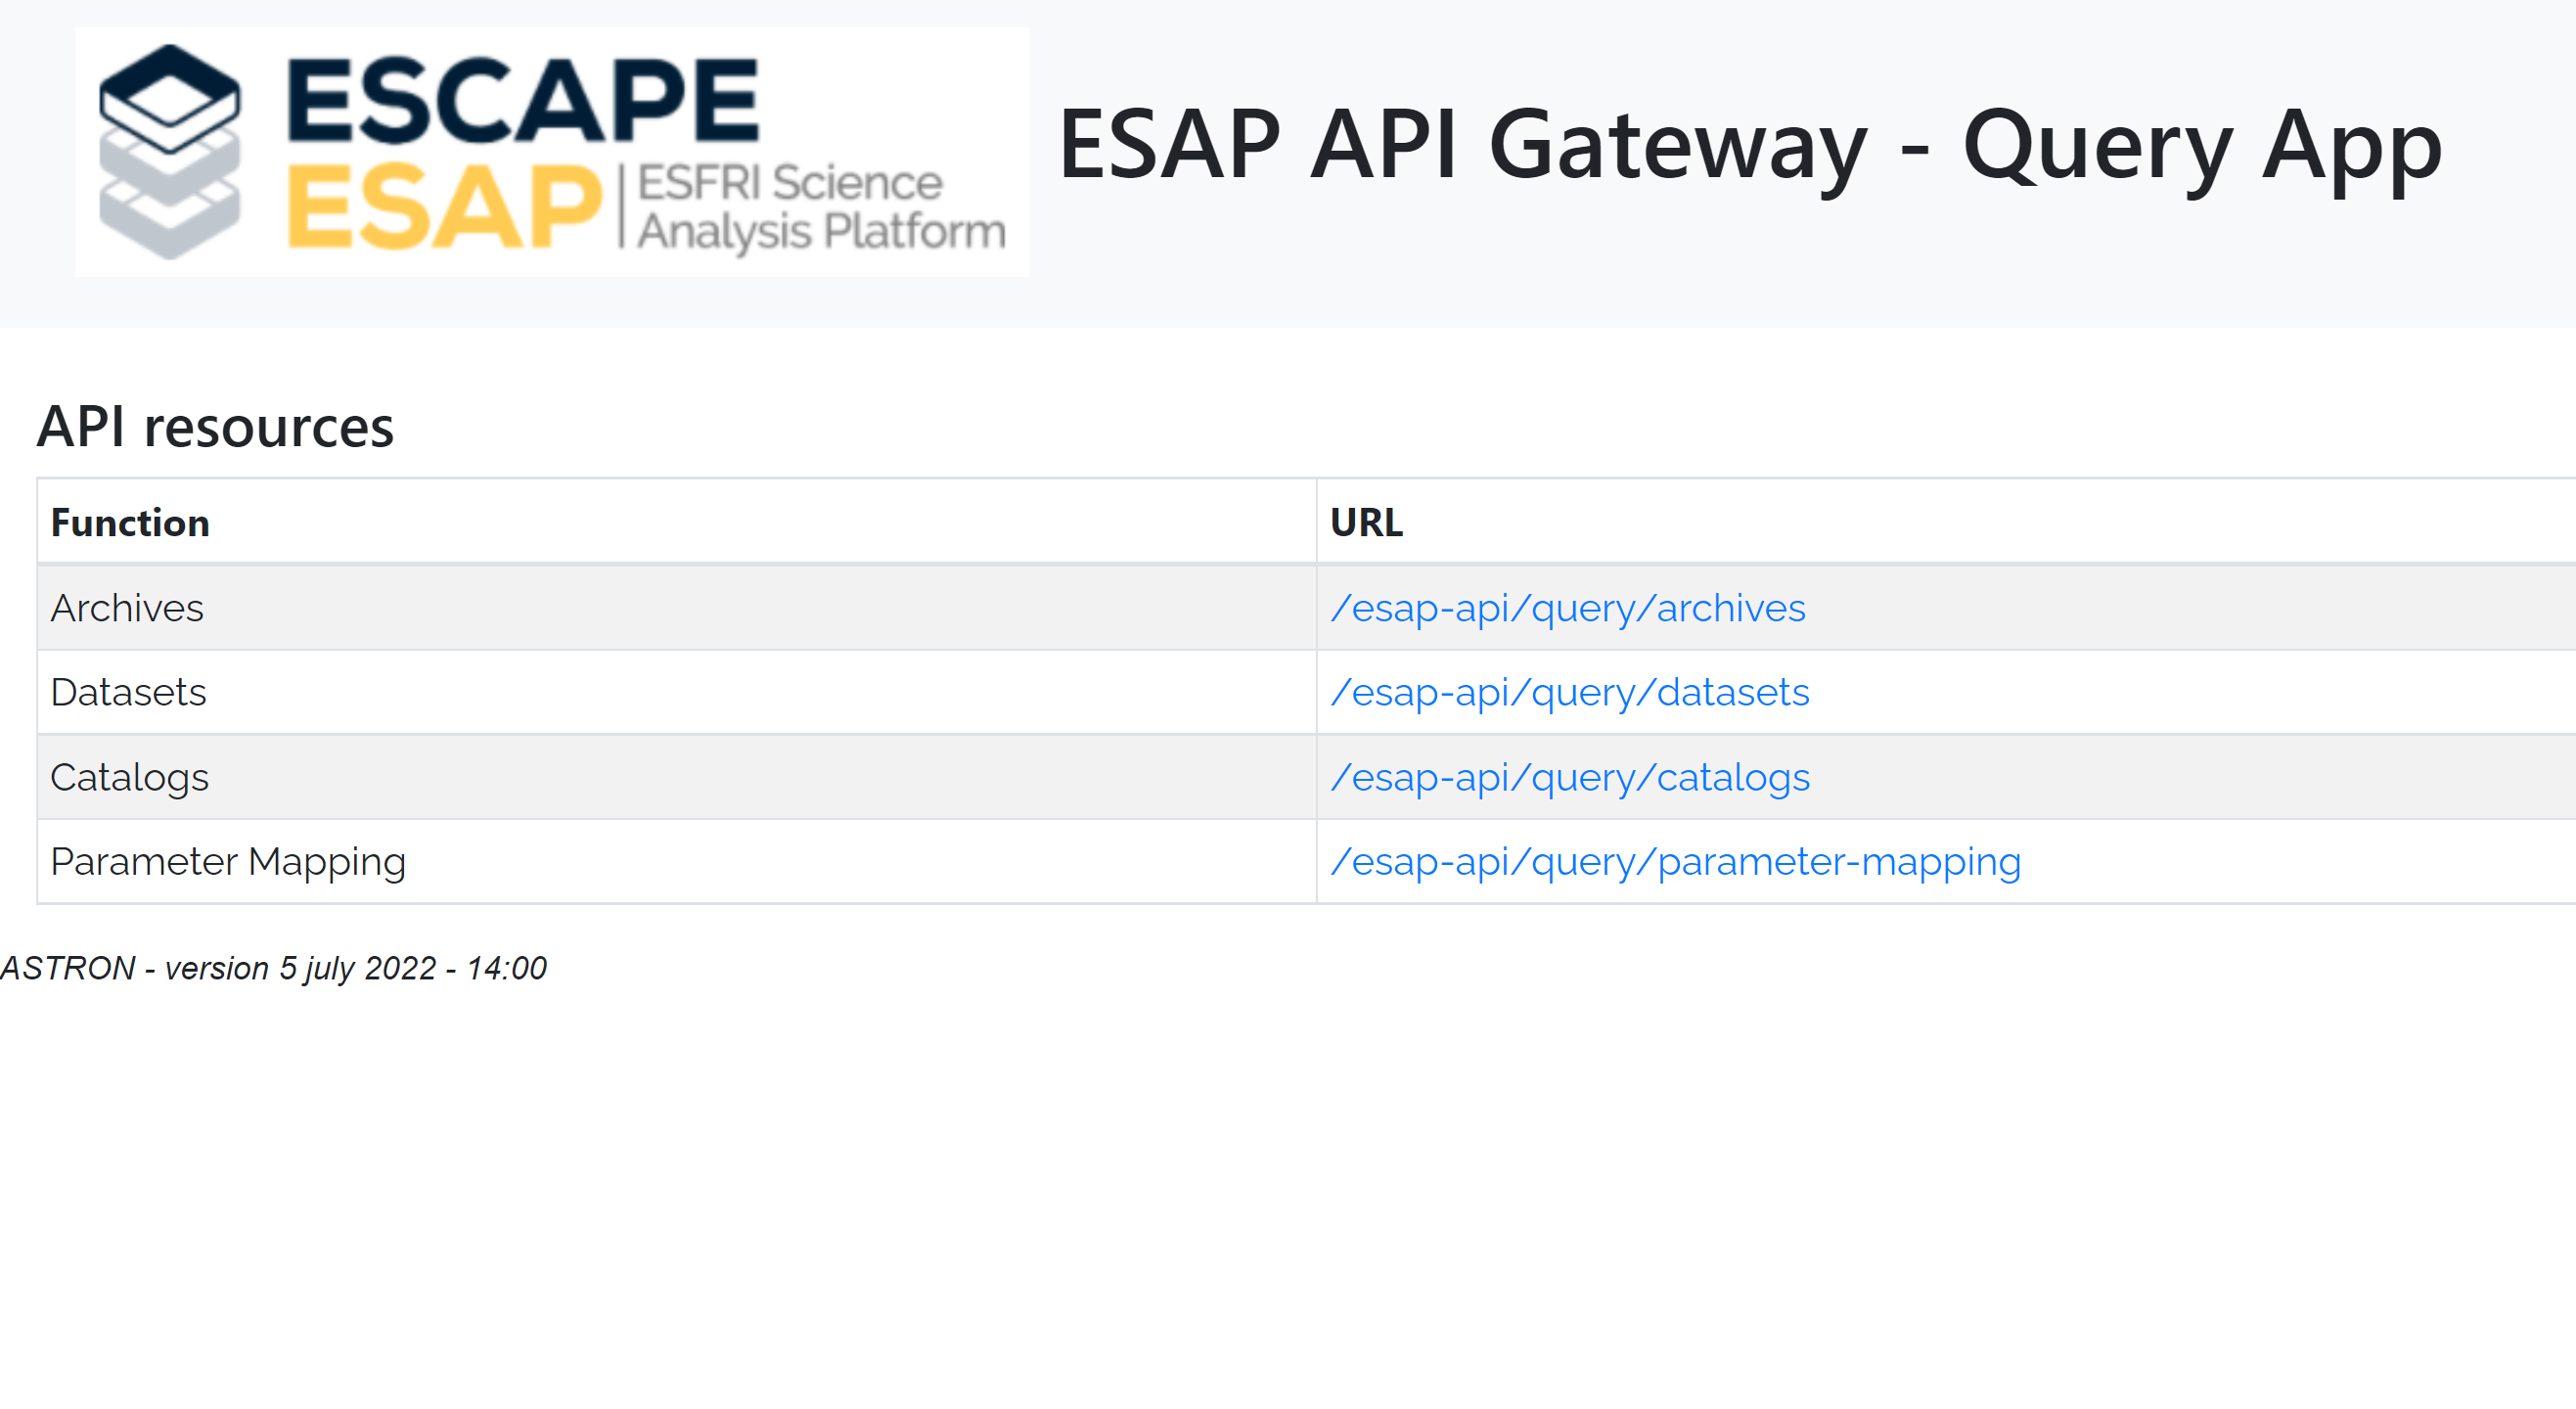 ESCAPE
ESAP | ESFRI Science
Analysis Platform
ESAP API Gateway - Query App
API resources
Function URL
Archives /esap-api/query/archives
Datasets /esap-api/query/datasets
Catalogs /esap-api/query/catalogs
Parameter Mapping /esap-api/query/parameter-mapping
ASTRON - version 5 july 2022 - 14:00